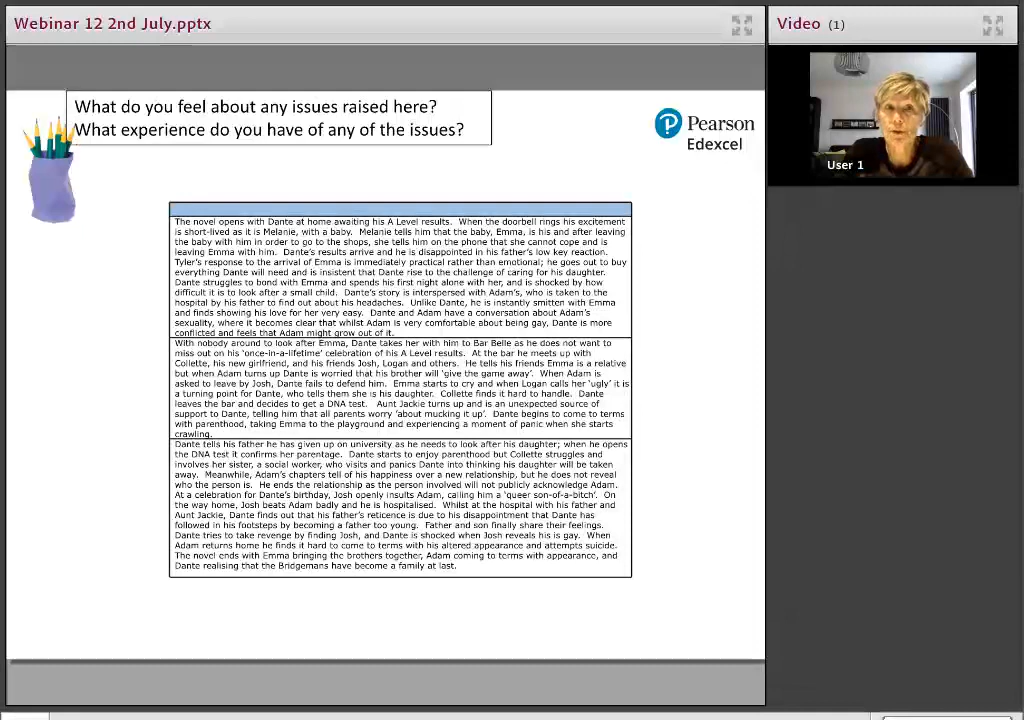 Webinar 12 2nd July.pptx
Video (1)
What do you feel about any issues raised here?
What experience do you have of any of the issues?
Pearson
Edexcel
User 1
The novel opens with Dante at home awaiting his A Level results. When the doorbell rings his excitement
is short-lived as it is Melanie, with a baby. Melanie tells him that the baby, Emma, is his and after leaving
the baby with him in order to go to the shops, she tells him on the phone that she cannot cope and is
leaving Emma with him. Dante's results arrive and he is disappointed in his father's low key reaction.
Tyler's response to the arrival of Emma is immediately practical rather than emotional; he goes out to buy
everything Dante will need and is insistent that Dante rise to the challenge of caring for his daughter.
Dante struggles to bond with Emma and spends his first night alone with her, and is shocked by how
difficult it is to look after a small child. Dante's story is interspersed with Adam's, who is taken to the
hospital by his father to find out about his headaches. Unlike Dante, he is instantly smitten with Emma
and finds showing his love for her very easy. Dante and Adam have a conversation about Adam's
sexuality, where it becomes clear that whilst Adam is very comfortable about being gay, Dante is more
conflicted and feels that Adam might grow out of it.
With nobody around to look after Emma, Dante takes her with him to Bar Belle as he does not want to
miss out on his 'once-in-a-lifetime' celebration of his A Level results. At the bar he meets up with
Collette, his new girlfriend, and his friends Josh, Logan and others. He tells his friends Emma is a relative
but when Adam turns up Dante is worried that his brother will 'give the game away'. When Adam is
asked to leave by Josh, Dante fails to defend him. Emma starts to cry and when Logan calls her 'ugly' it is
a turning point for Dante, who tells them she is his daughter. Collette finds it hard to handle. Dante
leaves the bar and decides to get a DNA test. Aunt Jackie turns up and is an unexpected source of
support to Dante, telling him that all parents worry 'about mucking it up'. Dante begins to come to terms
with parenthood, taking Emma to the playground and experiencing a moment of panic when she starts
crawling.
Dante tells his father he has given up on university as he needs to look after his daughter; when he opens
the DNA test it confirms her parentage. Dante starts to enjoy parenthood but Collette struggles and
involves her sister, a social worker, who visits and panics Dante into thinking his daughter will be taken
away. Meanwhile, Adam's chapters tell of his happiness over a new relationship, but he does not reveal
who the person is. He ends the relationship as the person involved will not publicly acknowledge Adam.
At a celebration for Dante's birthday, Josh openly insults Adam, calling him a 'queer son-of-a-bitch'. On
the way home, Josh beats Adam badly and he is hospitalised. Whilst at the hospital with his father and
Aunt Jackie, Dante finds out that his father's reticence is due to his disappointment that Dante has
followed in his footsteps by becoming a father too young. Father and son finally share their feelings.
Dante tries to take revenge by finding Josh, and Dante is shocked when Josh reveals his is gay. When
Adam returns home he finds it hard to come to terms with his altered appearance and attempts suicide.
The novel ends with Emma bringing the brothers together, Adam coming to terms with appearance, and
Dante realising that the Bridgemans have become a family at last.